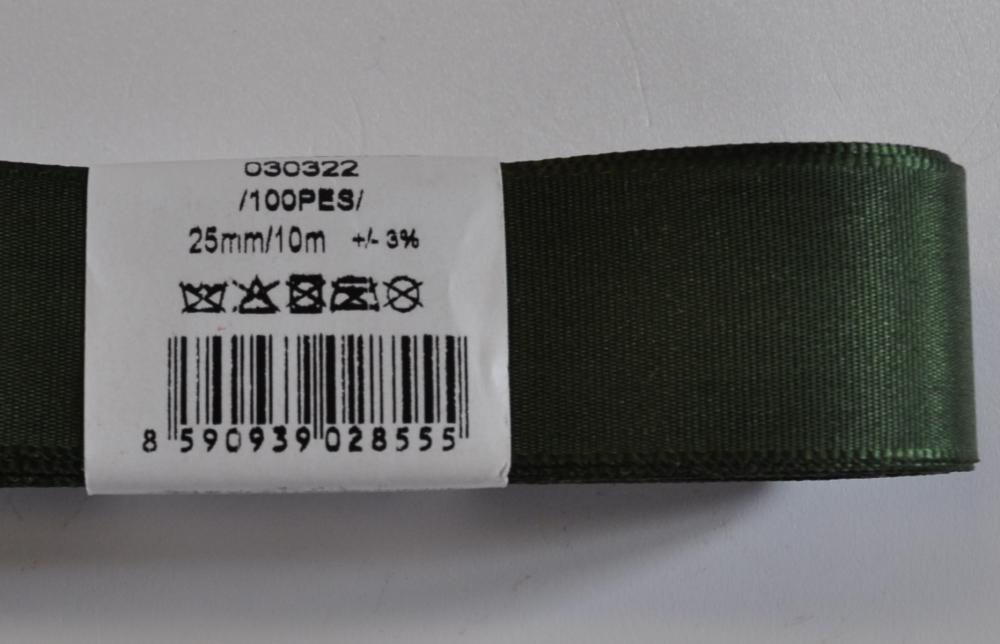 030322
/100PES/
25mm/10m +/- 3%
8 590939 028555